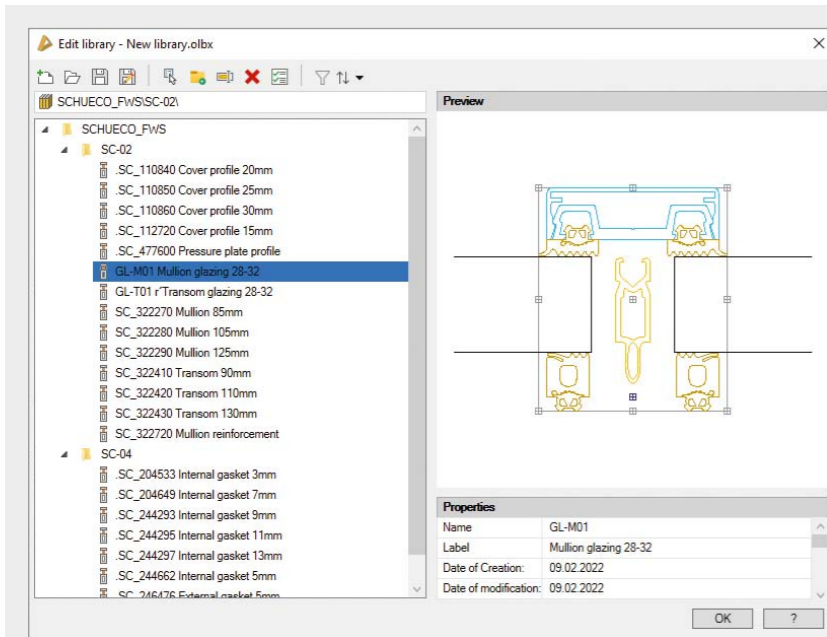 Edit library - New library.olbx
SCHUECO_FWS\SC-02\
SCHUECO_FWS
SC-02
.SC_110840 Cover profile 20mm
.SC_110850 Cover profile 25mm
.SC_110860 Cover profile 30mm
.SC_112720 Cover profile 15mm
.SC_477600 Pressure plate profile
GL-M01 Mullion glazing 28-32
GL-T01 r'Transom glazing 28-32
SC_322270 Mullion 85mm
SC_322280 Mullion 105mm
SC_322290 Mullion 125mm
SC_322410 Transom 90mm
SC_322420 Transom 110mm
SC_322430 Transom 130mm
SC_322720 Mullion reinforcement
SC-04
.SC_204533 Internal gasket 3mm
.SC_204649 Internal gasket 7mm
.SC_244293 Internal gasket 9mm
.SC_244295 Internal gasket 11mm
.SC_244297 Internal gasket 13mm
.SC_244662 Internal gasket 5mm
.SC_246476 External gasket 5mm
Preview
Properties
Name GL-M01
Label Mullion glazing 28-32
Date of Creation: 09.02.2022
Date of modification: 09.02.2022
OK ?